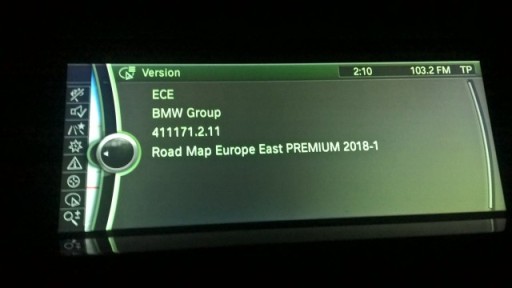 Version
2:10
103.2 FM TP
ECE
BMW Group
411171.2.11
Road Map Europe East PREMIUM 2018-1